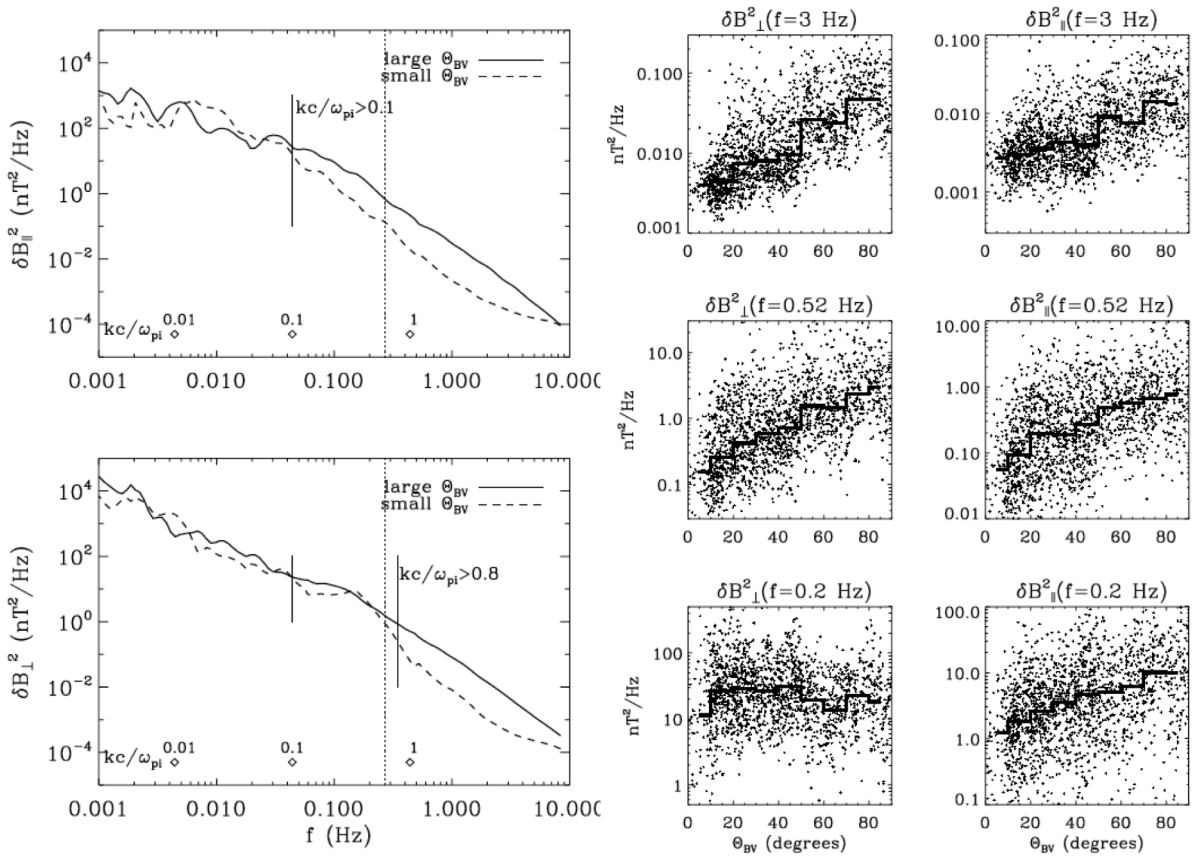 δB²∥ (nT²/Hz)
10⁴
10²
10⁰
10⁻²
10⁻⁴
large Θ_BV
small Θ_BV
kc/ω_pi>0.1
kc/ω_pi 0.01 0.1 1
0.001 0.010 0.100 1.000 10.000
δB²⊥ (nT²/Hz)
10⁴
10²
10⁰
10⁻²
10⁻⁴
large Θ_BV
small Θ_BV
kc/ω_pi>0.8
kc/ω_pi 0.01 0.1 1
0.001 0.010 0.100 1.000 10.00
f (Hz)
δB²⊥(f=3 Hz)
nT²/Hz
0.100
0.010
0.001
0 20 40 60 80
δB²∥(f=3 Hz)
0.100
0.010
0.001
0 20 40 60 80
δB²⊥(f=0.52 Hz)
nT²/Hz
10.0
1.0
0.1
0 20 40 60 80
δB²∥(f=0.52 Hz)
10.00
1.00
0.10
0.01
0 20 40 60 80
δB²⊥(f=0.2 Hz)
nT²/Hz
100
10
1
0 20 40 60 80
Θ_BV (degrees)
δB²∥(f=0.2 Hz)
100.0
10.0
1.0
0.1
0 20 40 60 80
Θ_BV (degrees)